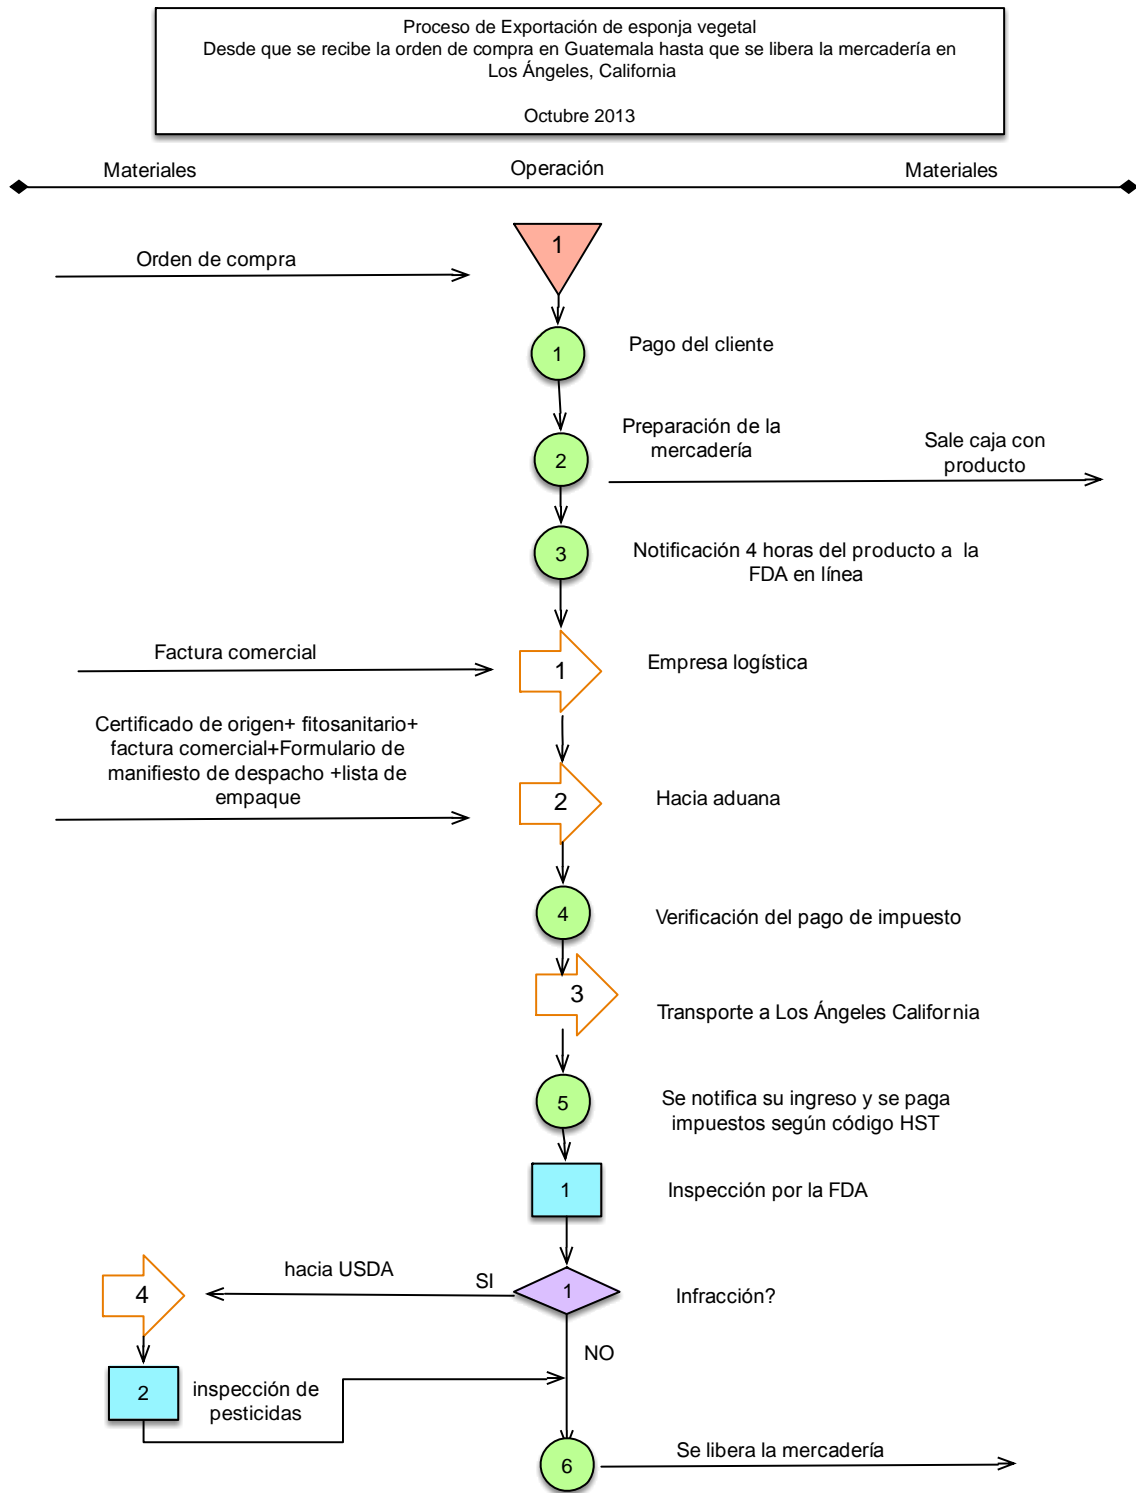 Proceso de Exportación de esponja vegetal
Desde que se recibe la orden de compra en Guatemala hasta que se libera la mercadería en
Los Ángeles, California
Octubre 2013
Materiales
Operación
Materiales
1
Orden de compra
1
Pago del cliente
2
Preparación de la
mercadería
Sale caja con
producto
3
Notificación 4 horas del producto a  la
FDA en línea
Factura comercial
1
Empresa logística
Certificado de origen+ fitosanitario+
factura comercial+Formulario de
manifiesto de despacho +lista de
empaque
2
Hacia aduana
4
Verificación del pago de impuesto
3
Transporte a Los Ángeles California
5
Se notifica su ingreso y se paga
impuestos según código HST
1
Inspección por la FDA
hacia USDA
SI
1
Infracción?
4
NO
2
inspección de
pesticidas
6
Se libera la mercadería